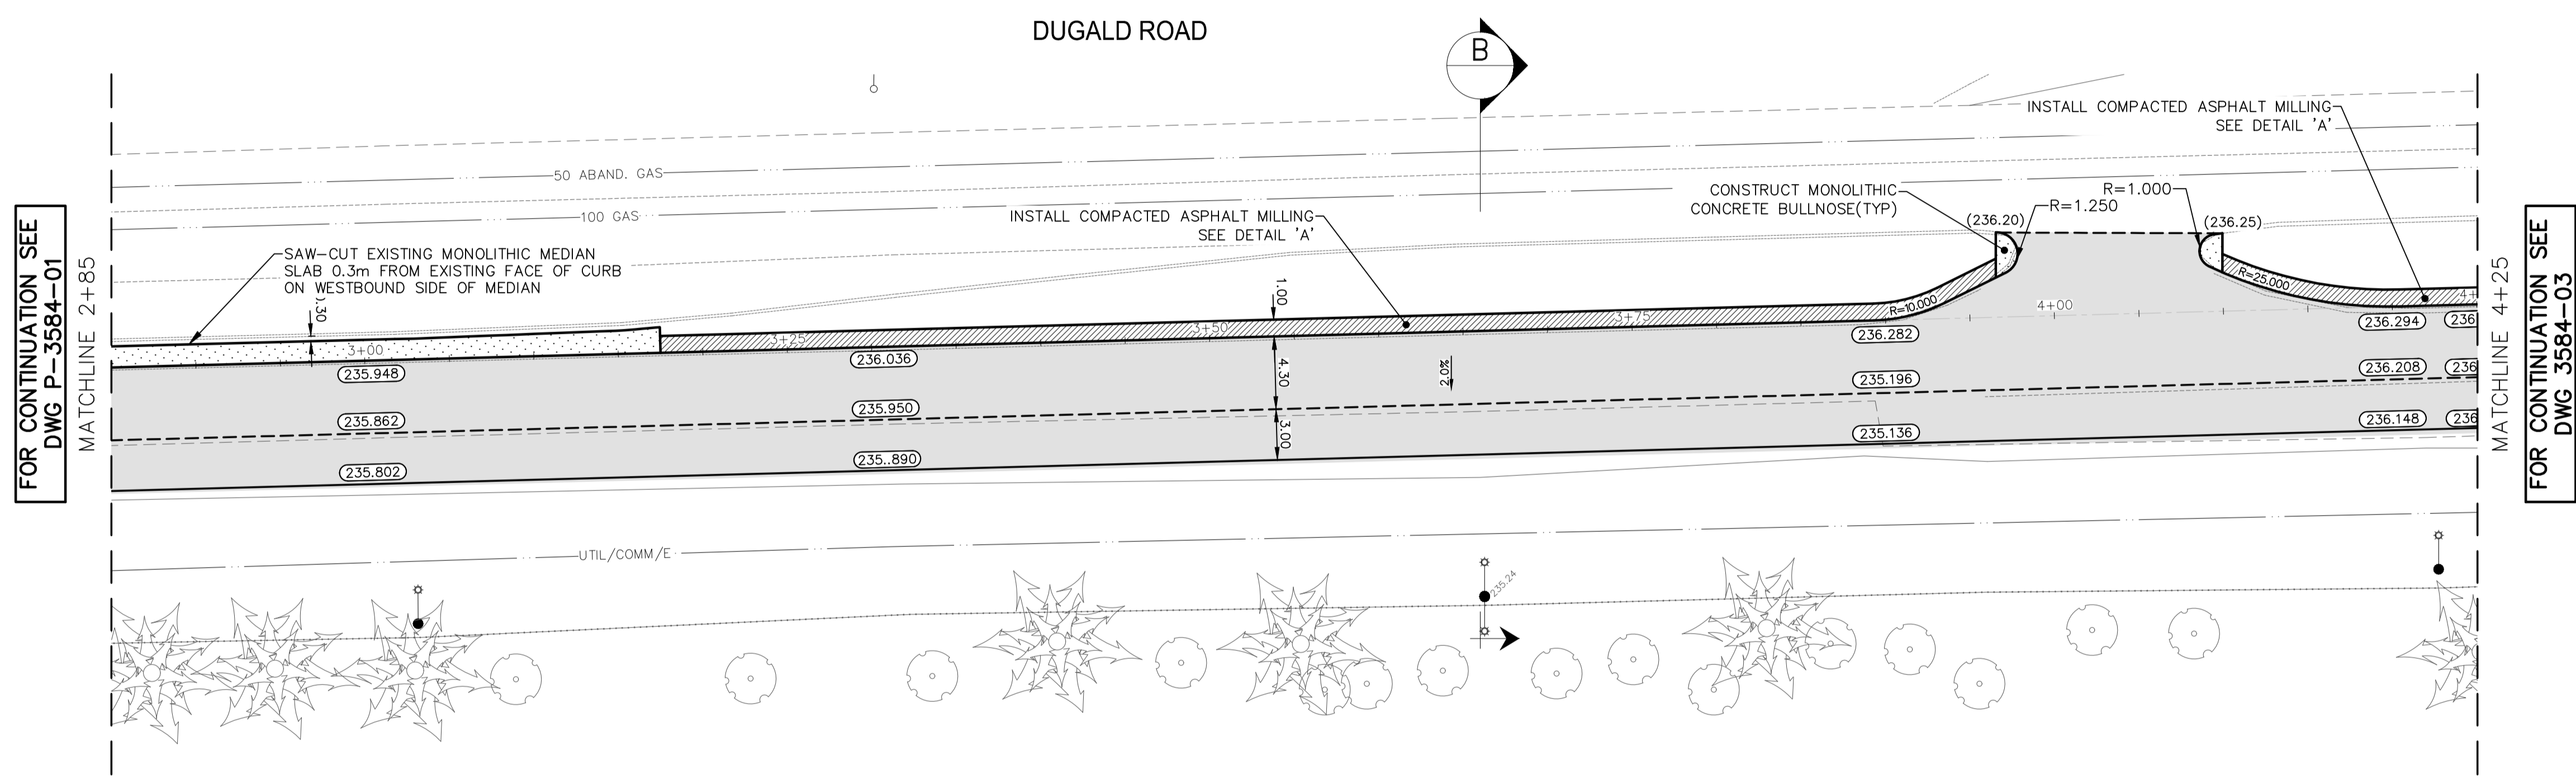 DUGALD ROAD
B
INSTALL COMPACTED ASPHALT MILLING
SEE DETAIL 'A'
50 ABAND. GAS
100 GAS
CONSTRUCT MONOLITHIC
CONCRETE BULLNOSE(TYP)
R=1.000
R=1.250
(236.20)
(236.25)
INSTALL COMPACTED ASPHALT MILLING
SEE DETAIL 'A'
SAW-CUT EXISTING MONOLITHIC MEDIAN
SLAB 0.3m FROM EXISTING FACE OF CURB
ON WESTBOUND SIDE OF MEDIAN
FOR CONTINUATION SEE
DWG P-3584-01
MATCHLINE 2+85
.30
1.00
R=10.000
R=25.000
3+00
3+25
3+50
3+75
4+00
4+
235.948
236.036
236.282
236.294
236
4.30
2.0%
235.862
235.950
235.196
236.208
236
3.00
235.802
235..890
235.136
236.148
236
MATCHLINE 4+25
FOR CONTINUATION SEE
DWG 3584-03
UTIL/COMM/E
235.24